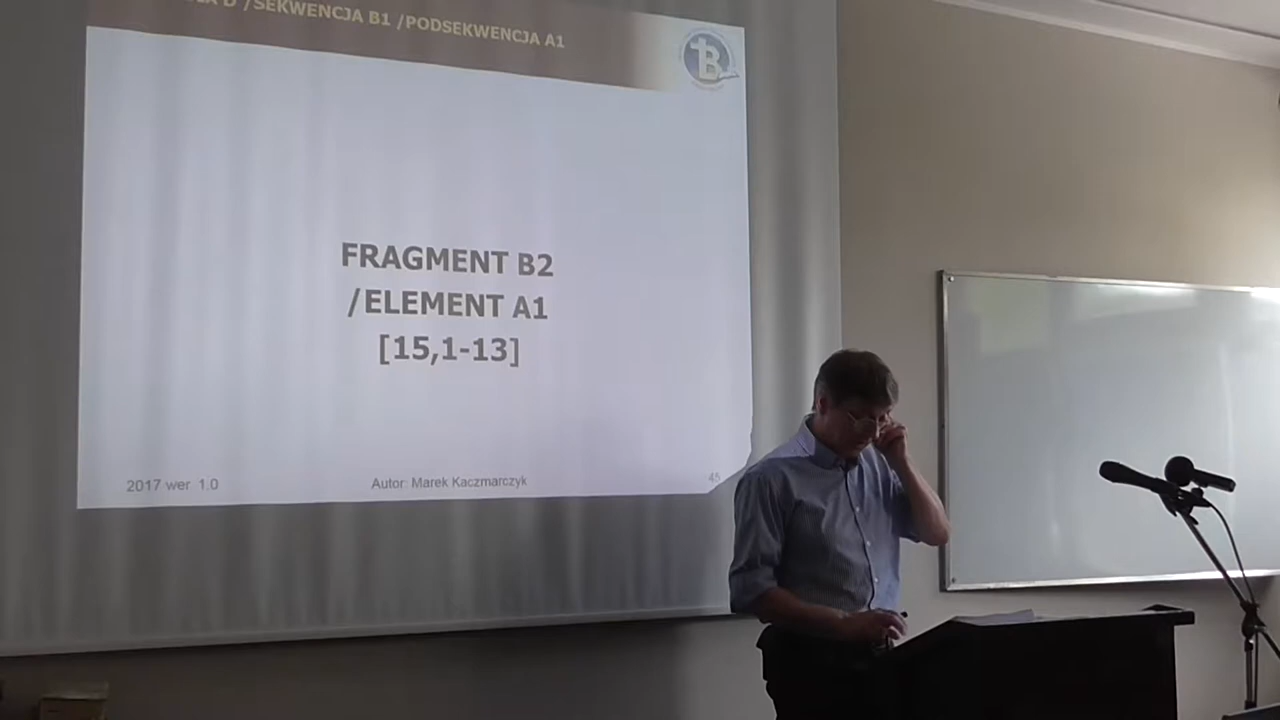 D /SEKWENCJA B1 /PODSEKWENCJA A1
FRAGMENT B2
/ELEMENT A1
[15,1-13]
2017 wer. 1.0
Autor: Marek Kaczmarczyk
45